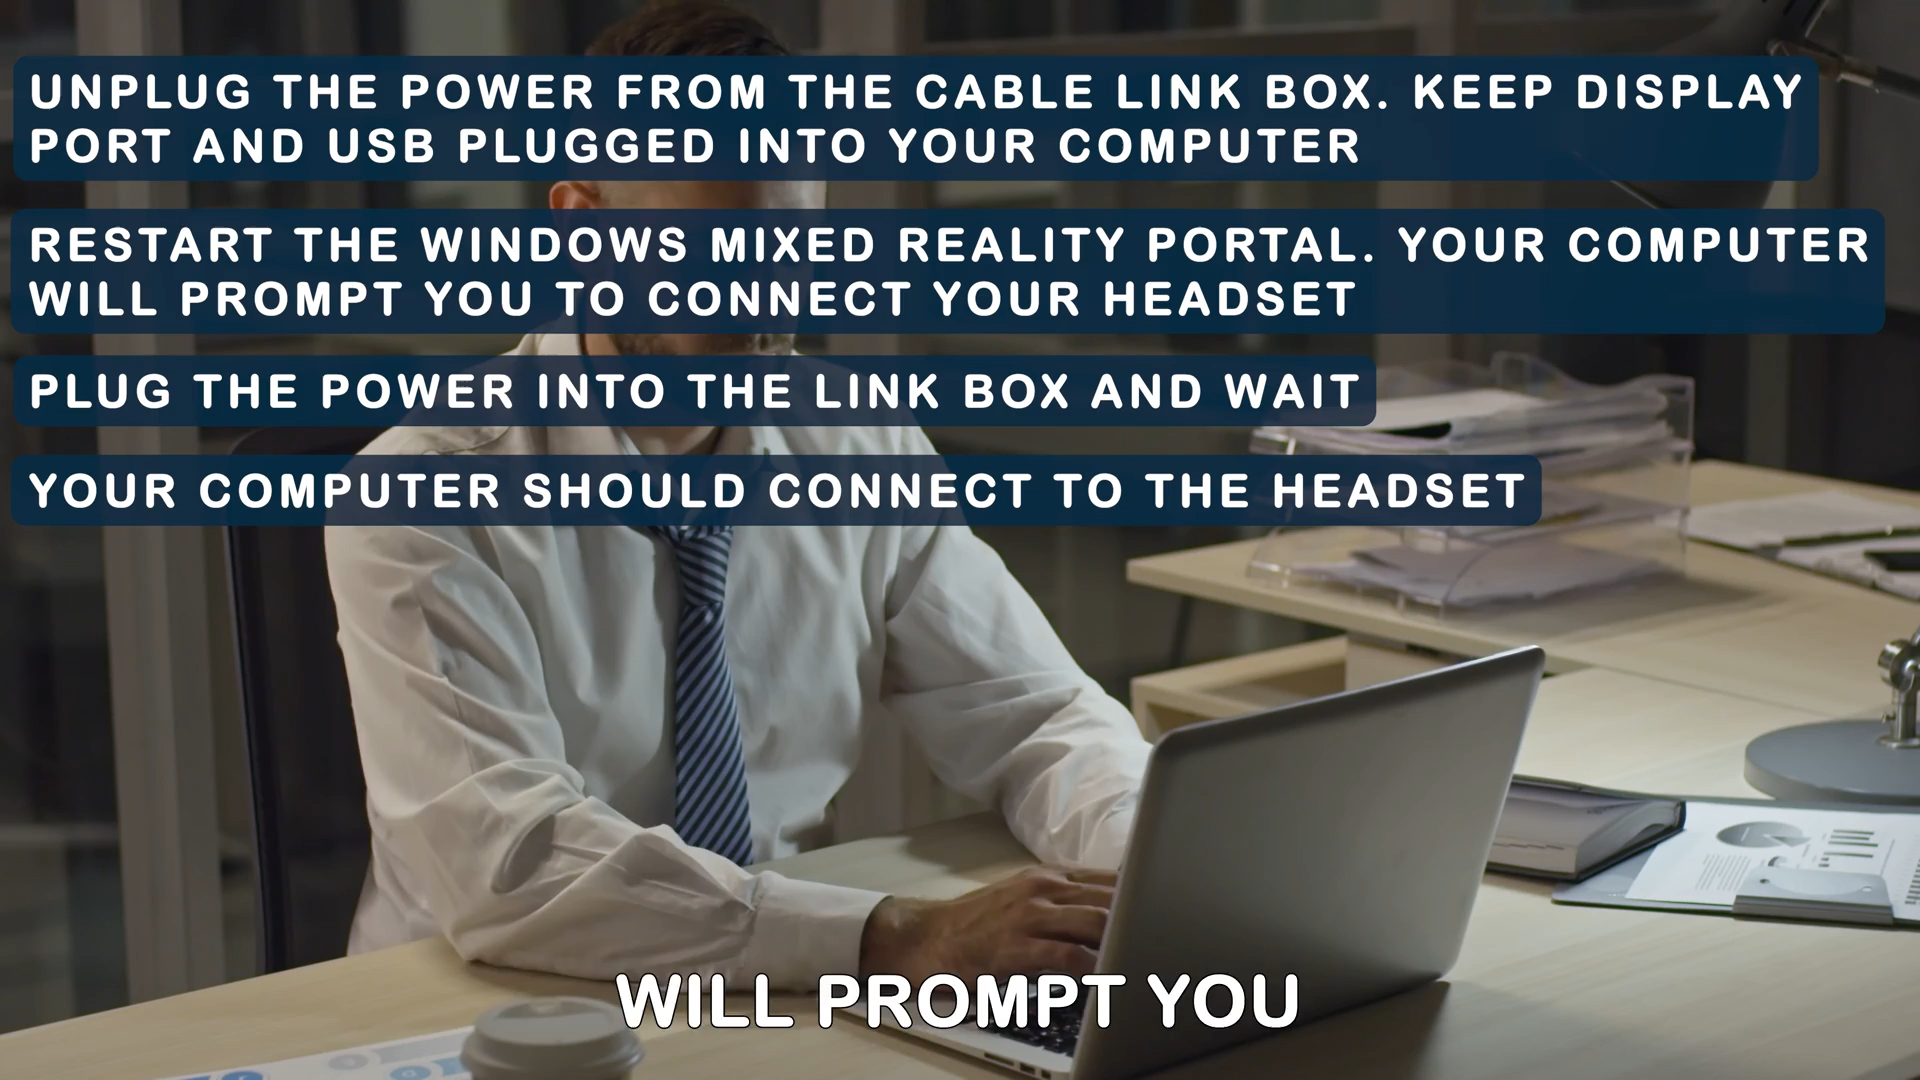 UNPLUG THE POWER FROM THE CABLE LINK BOX. KEEP DISPLAY
PORT AND USB PLUGGED INTO YOUR COMPUTER
RESTART THE WINDOWS MIXED REALITY PORTAL. YOUR COMPUTER
WILL PROMPT YOU TO CONNECT YOUR HEADSET
PLUG THE POWER INTO THE LINK BOX AND WAIT
YOUR COMPUTER SHOULD CONNECT TO THE HEADSET
WILL PROMPT YOU